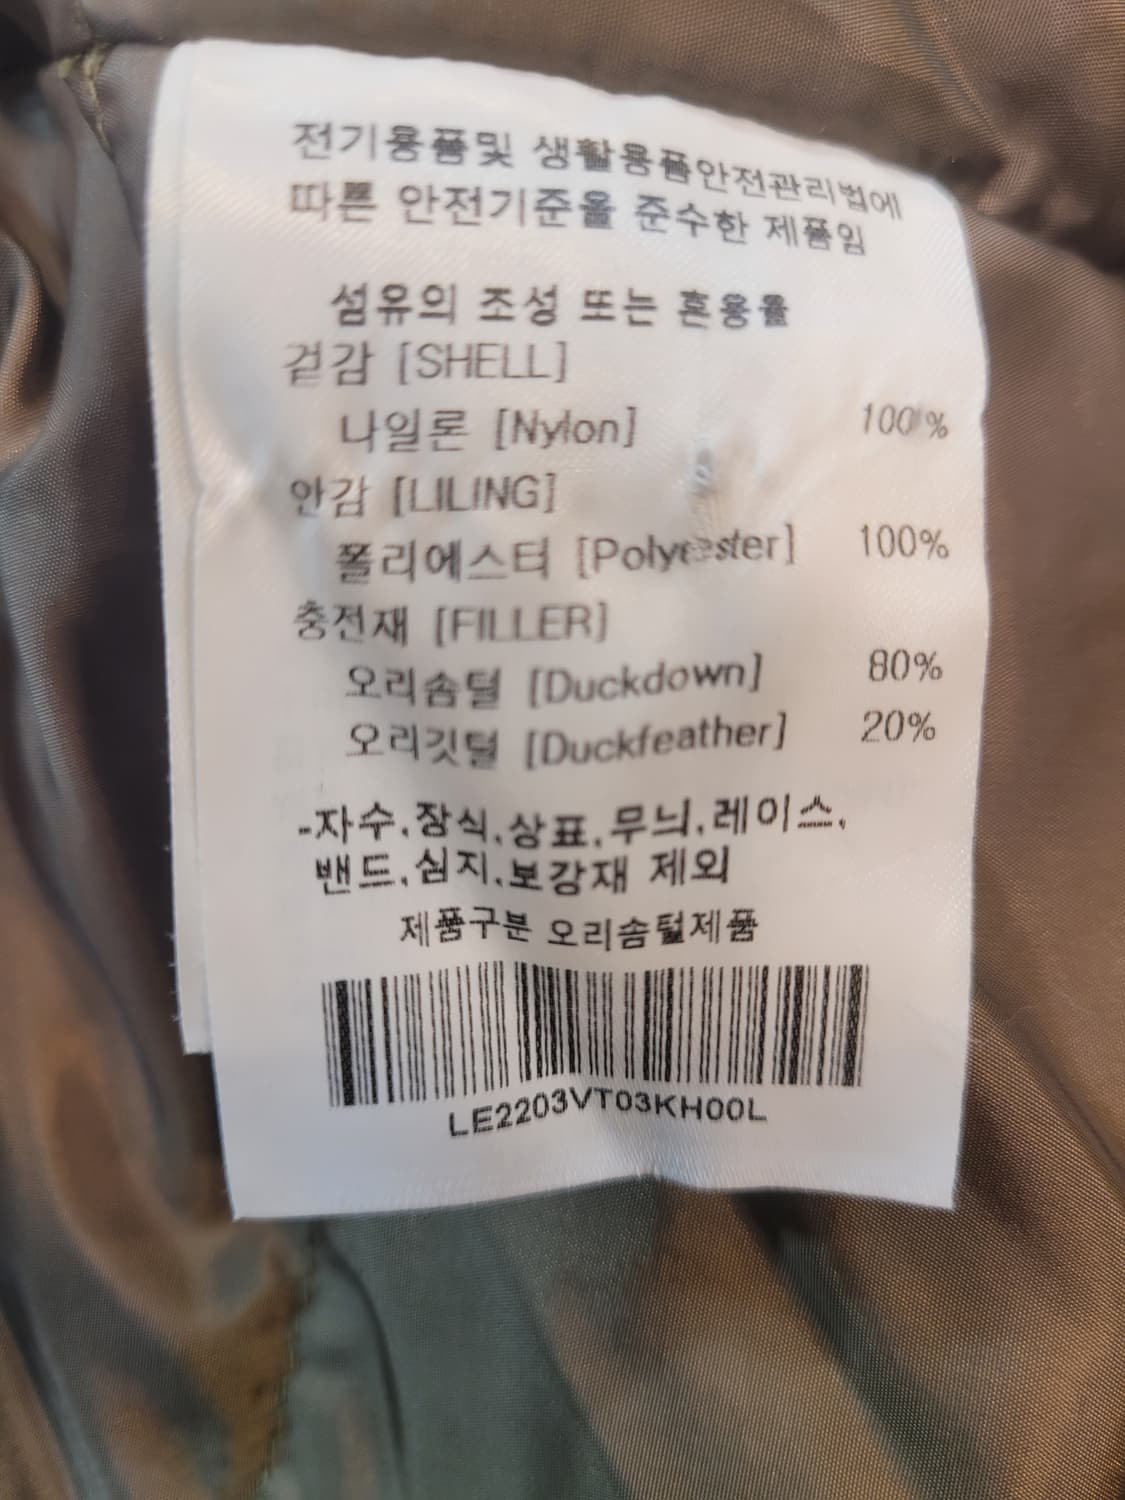 전기용품및 생활용품안전관리법에
따른 안전기준을 준수한 제품임
섬유의 조성 또는 혼용율
겉감 [SHELL]
나일론 [Nylon] 100%
안감 [LILING]
폴리에스터 [Polyester] 100%
충전재 [FILLER]
오리솜털 [Duckdown] 80%
오리깃털 [Duckfeather] 20%
-자수.장식.상표.무늬.레이스.
밴드.심지.보강재 제외
제품구분 오리솜털제품
LE2203VT03KH00L